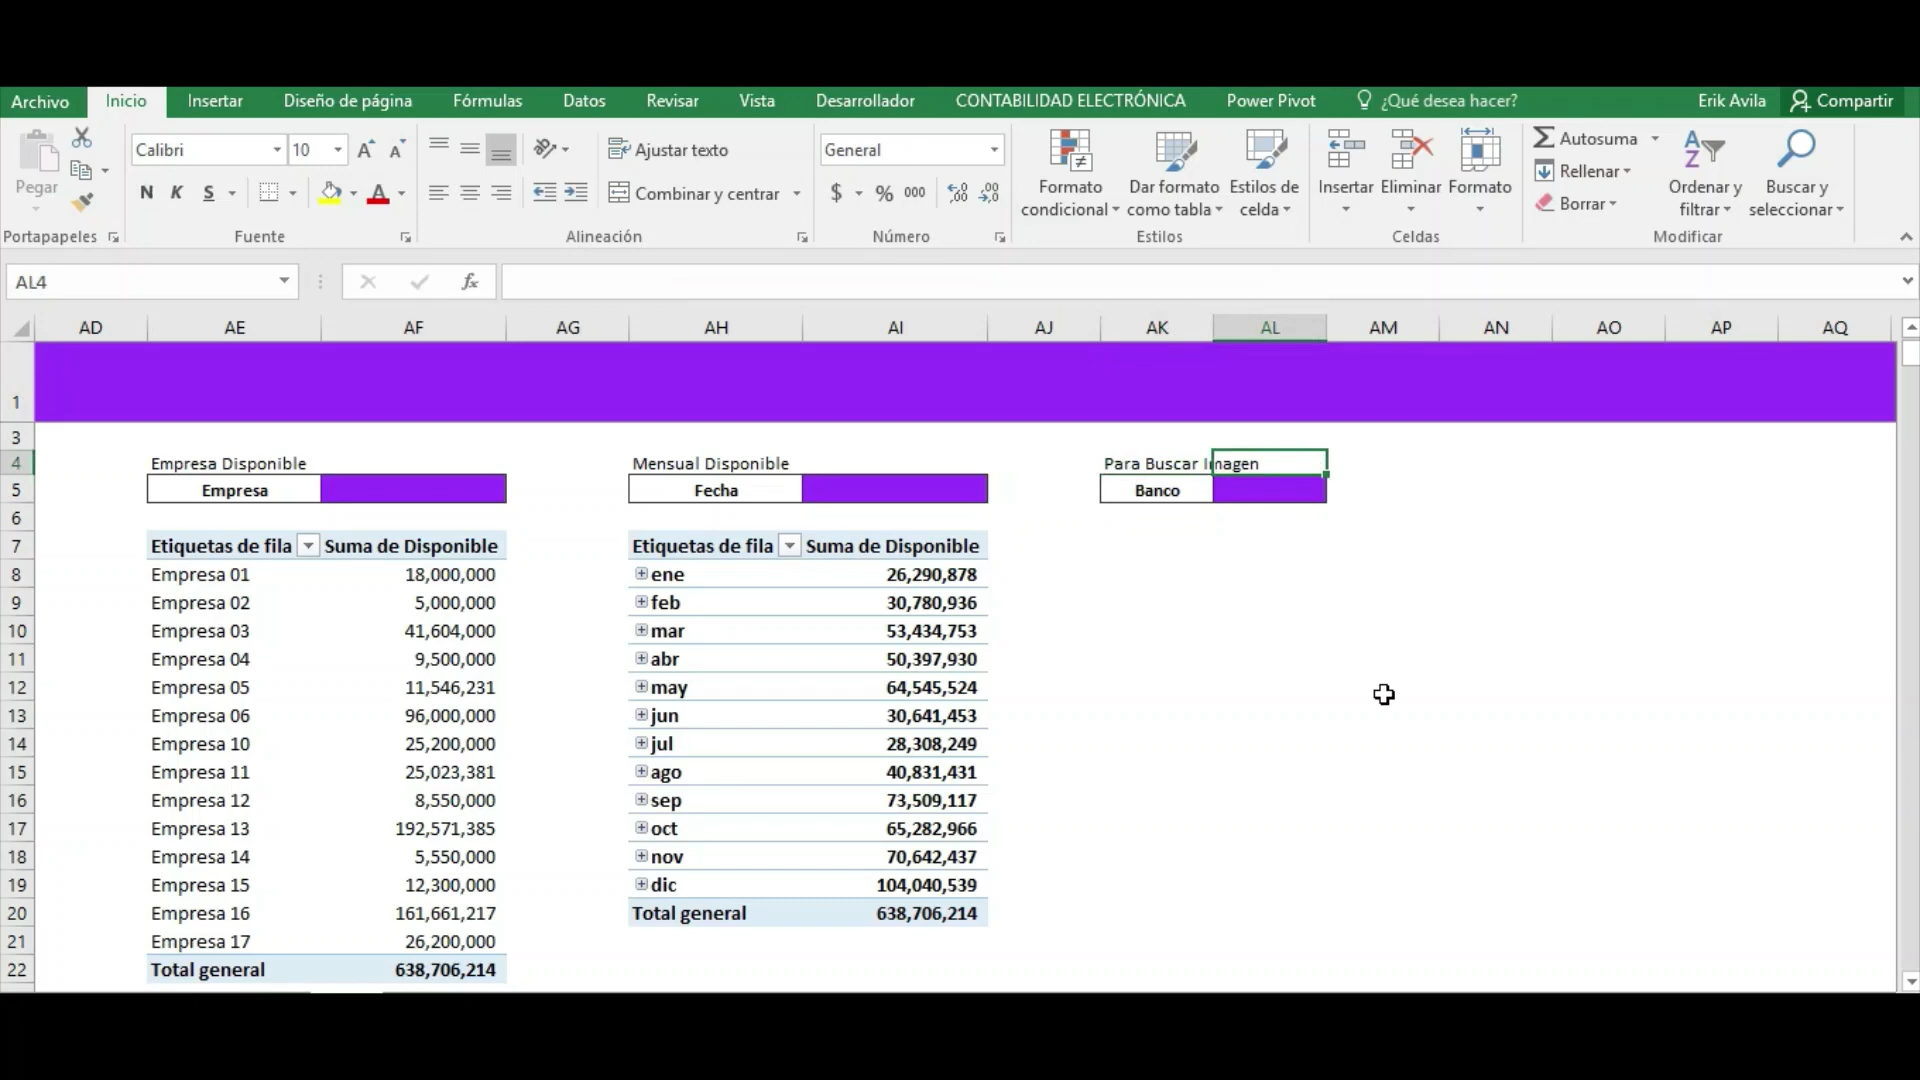 Archivo Inicio Insertar Diseño de página Fórmulas Datos Revisar Vista Desarrollador CONTABILIDAD ELECTRÓNICA Power Pivot ¿Qué desea hacer? Erik Avila Compartir
Pegar
Calibri 10
N K S
Ajustar texto
Combinar y centrar
General
$ % 000
Formato condicional
Dar formato como tabla
Estilos de celda
Insertar
Eliminar
Formato
Autosuma
Rellenar
Borrar
Ordenar y filtrar
Buscar y seleccionar
Portapapeles Fuente Alineación Número Estilos Celdas Modificar
AL4 fx
AD AE AF AG AH AI AJ AK AL AM AN AO AP AQ
1
3
4 Empresa Disponible Mensual Disponible Para Buscar Imagen
5 Empresa Fecha Banco
6
7 Etiquetas de fila Suma de Disponible Etiquetas de fila Suma de Disponible
8 Empresa 01 18,000,000 ene 26,290,878
9 Empresa 02 5,000,000 feb 30,780,936
10 Empresa 03 41,604,000 mar 53,434,753
11 Empresa 04 9,500,000 abr 50,397,930
12 Empresa 05 11,546,231 may 64,545,524
13 Empresa 06 96,000,000 jun 30,641,453
14 Empresa 10 25,200,000 jul 28,308,249
15 Empresa 11 25,023,381 ago 40,831,431
16 Empresa 12 8,550,000 sep 73,509,117
17 Empresa 13 192,571,385 oct 65,282,966
18 Empresa 14 5,550,000 nov 70,642,437
19 Empresa 15 12,300,000 dic 104,040,539
20 Empresa 16 161,661,217 Total general 638,706,214
21 Empresa 17 26,200,000
22 Total general 638,706,214